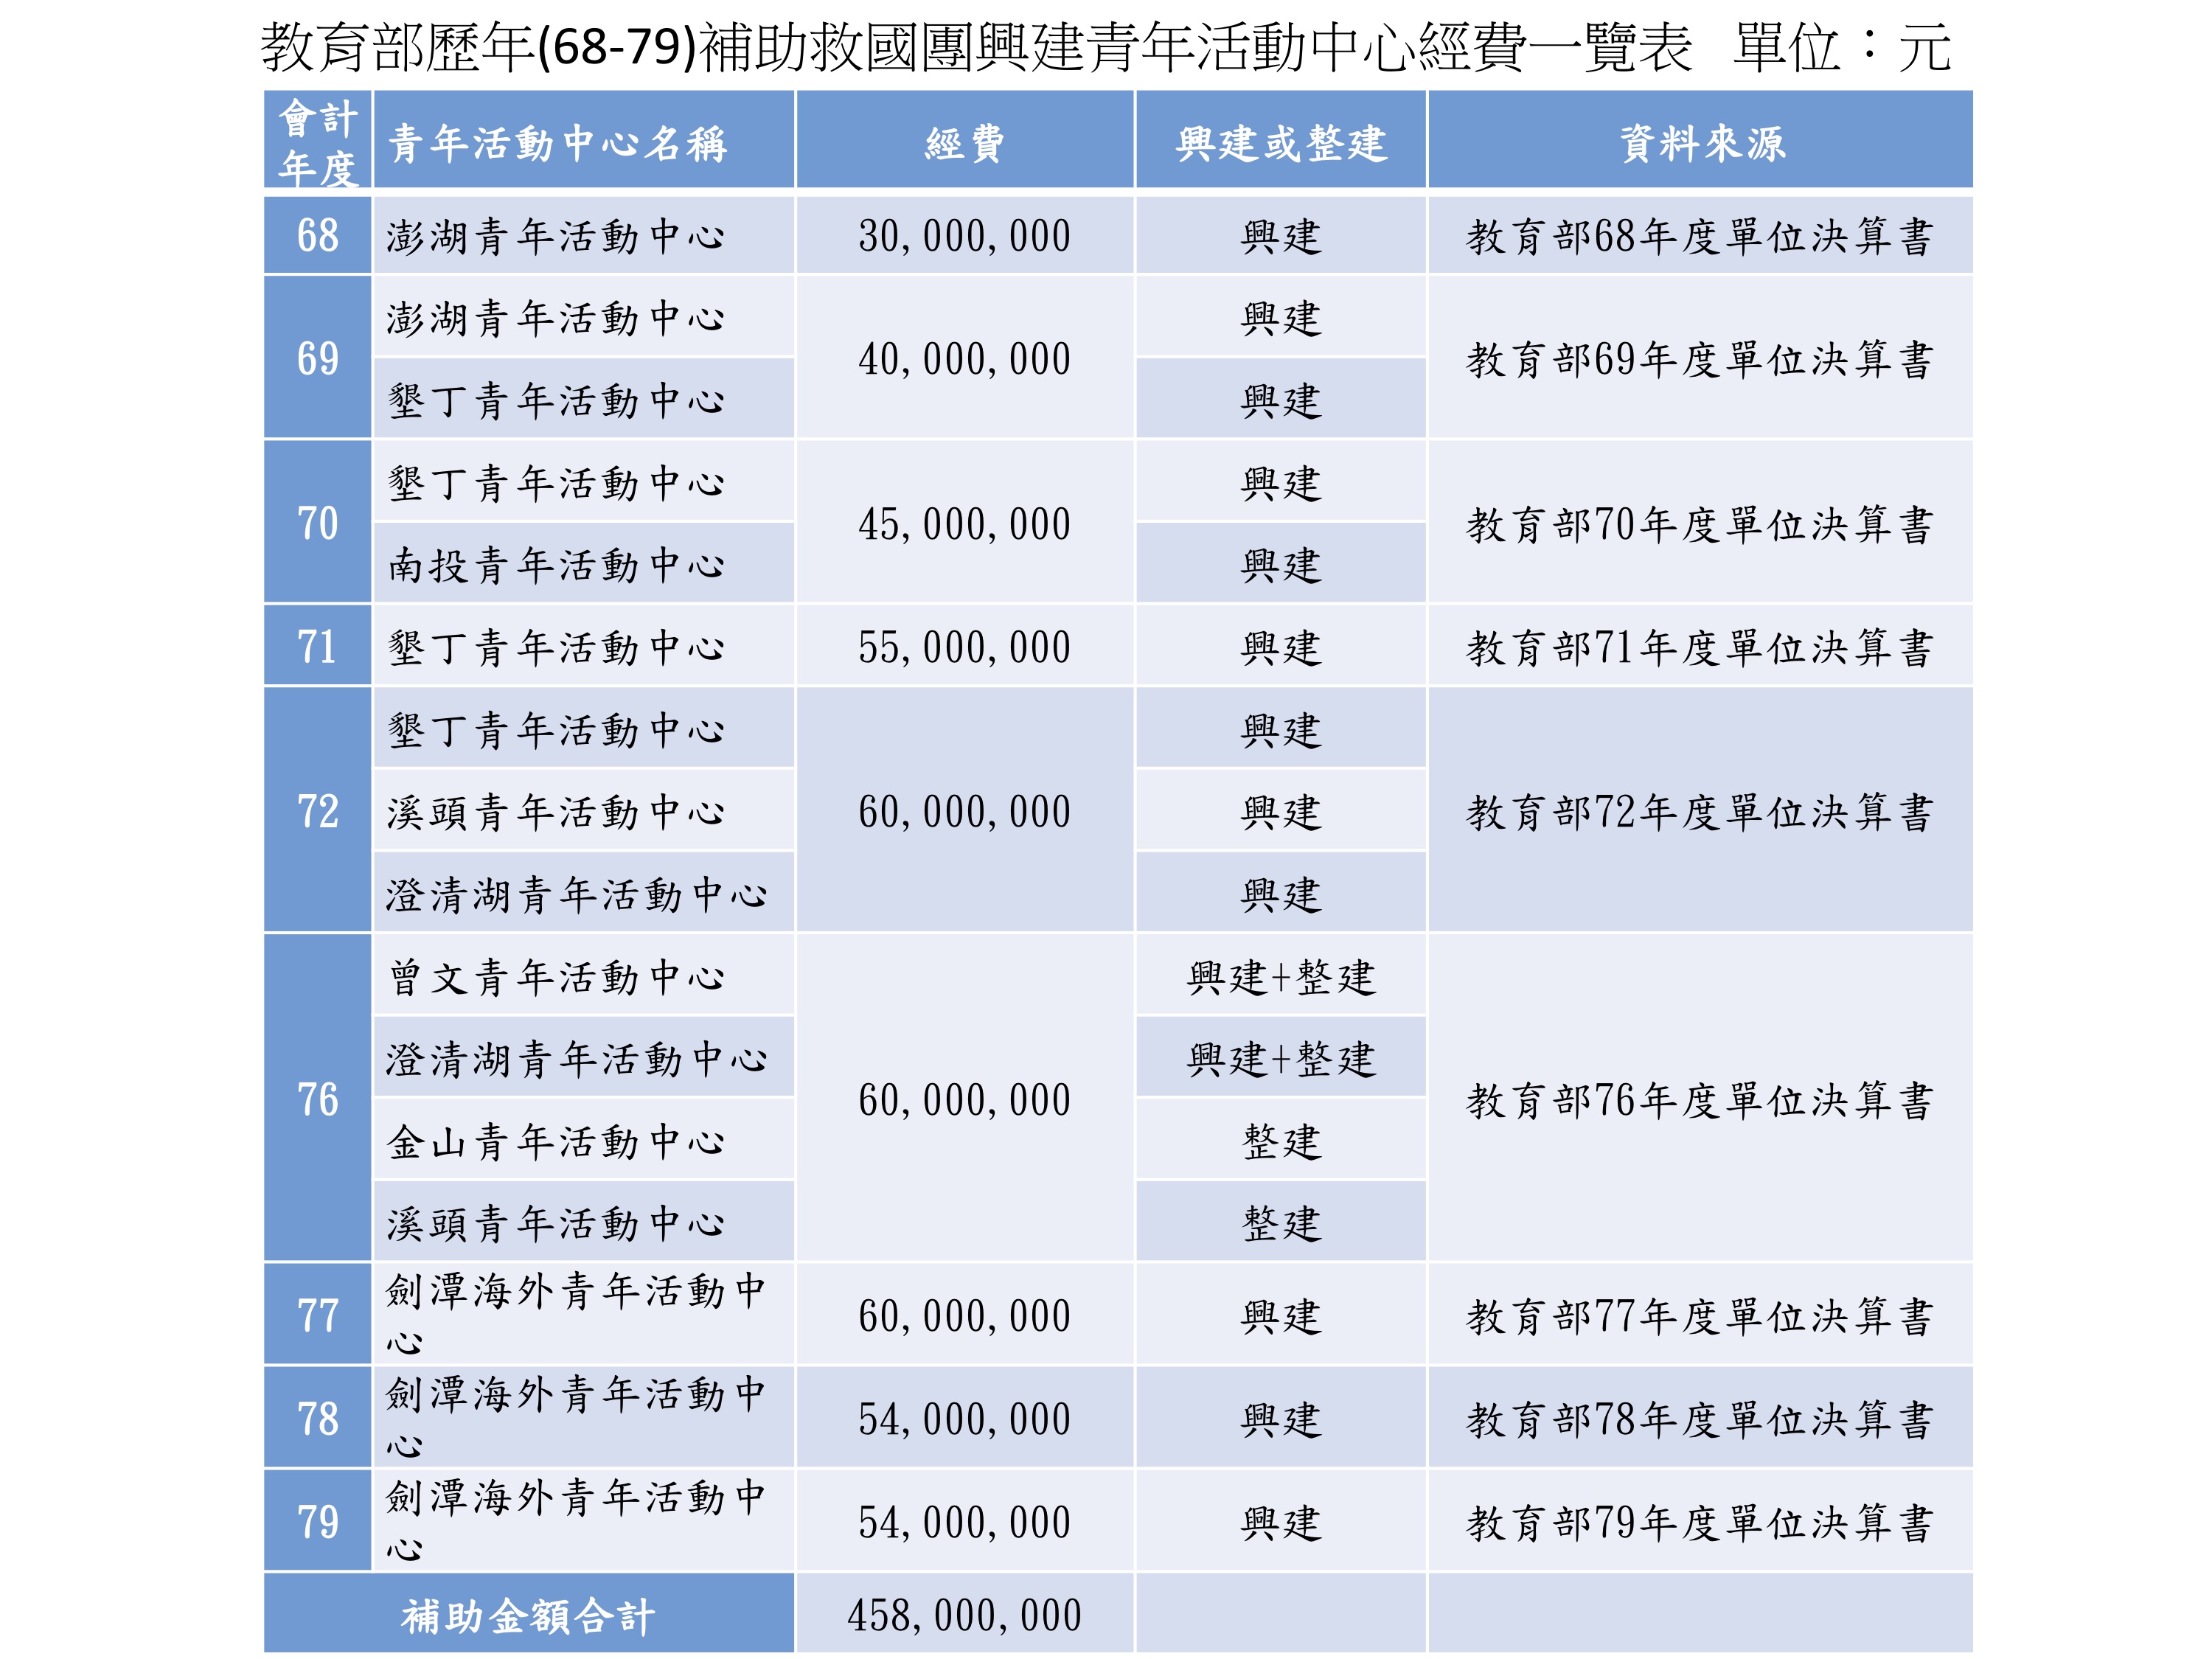 教育部歷年(68-79)補助救國團興建青年活動中心經費一覽表 單位：元
會計年度 青年活動中心名稱 經費 興建或整建 資料來源
68 澎湖青年活動中心 30,000,000 興建 教育部68年度單位決算書
69 澎湖青年活動中心 40,000,000 興建 教育部69年度單位決算書
墾丁青年活動中心 興建
70 墾丁青年活動中心 45,000,000 興建 教育部70年度單位決算書
南投青年活動中心 興建
71 墾丁青年活動中心 55,000,000 興建 教育部71年度單位決算書
72 墾丁青年活動中心 60,000,000 興建 教育部72年度單位決算書
溪頭青年活動中心 興建
澄清湖青年活動中心 興建
76 曾文青年活動中心 60,000,000 興建+整建 教育部76年度單位決算書
澄清湖青年活動中心 興建+整建
金山青年活動中心 整建
溪頭青年活動中心 整建
77 劍潭海外青年活動中心 60,000,000 興建 教育部77年度單位決算書
78 劍潭海外青年活動中心 54,000,000 興建 教育部78年度單位決算書
79 劍潭海外青年活動中心 54,000,000 興建 教育部79年度單位決算書
補助金額合計 458,000,000